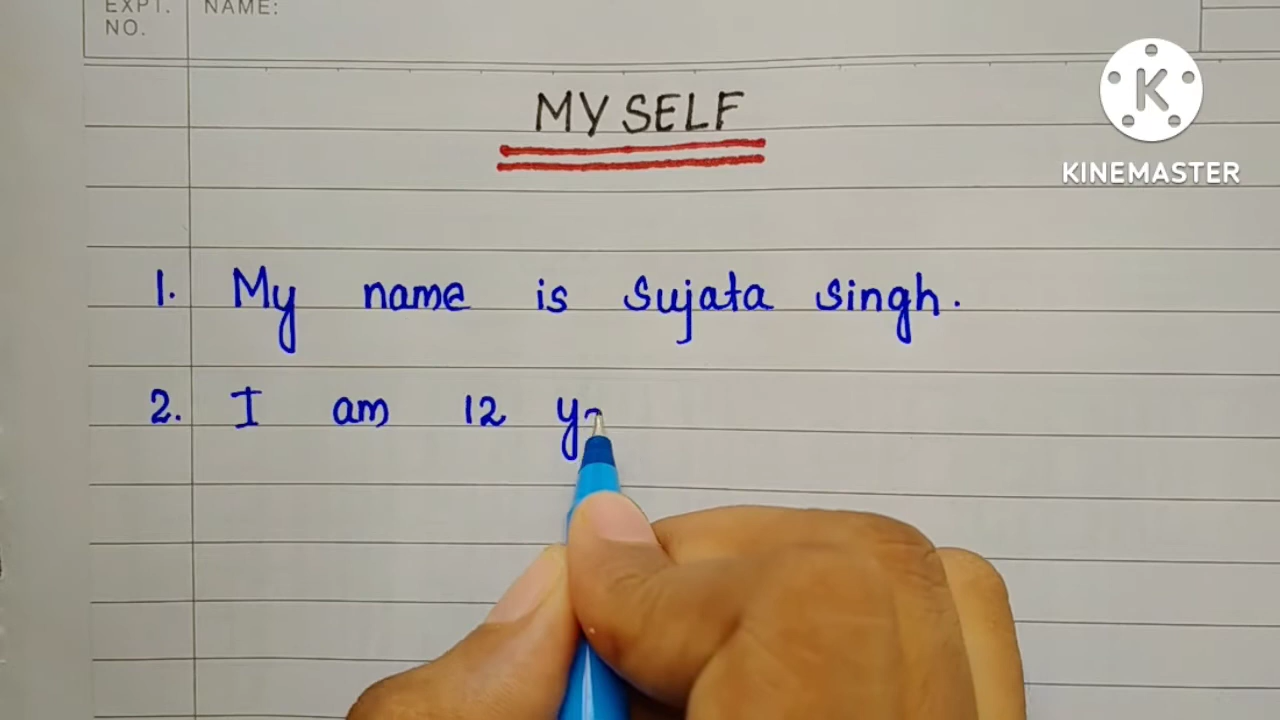 EXPT. NO.
NAME:
MY SELF
KINEMASTER
1. My name is Sujata Singh.
2. I am 12